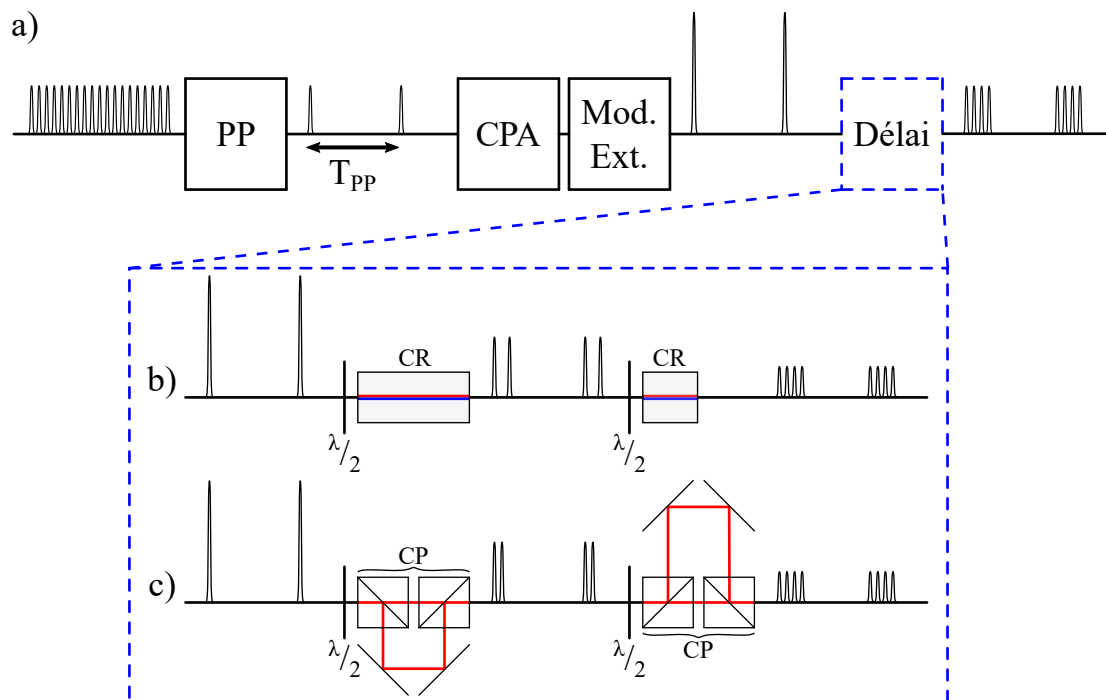 a)
PP
T_PP
CPA
Mod.
Ext.
Délai
b)
λ/2
CR
λ/2
CR
c)
λ/2
CP
λ/2
CP